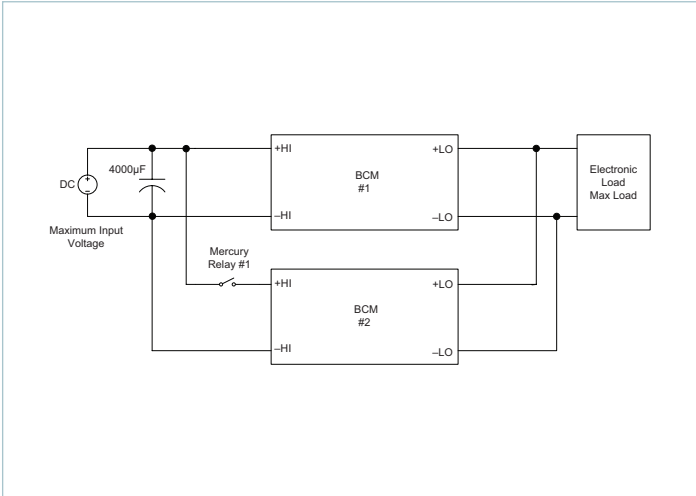 4000µF
DC
+
–
Maximum Input
Voltage
+HI
+LO
BCM
#1
–HI
–LO
Electronic
Load
Max Load
Mercury
Relay #1
+HI
+LO
BCM
#2
–HI
–LO